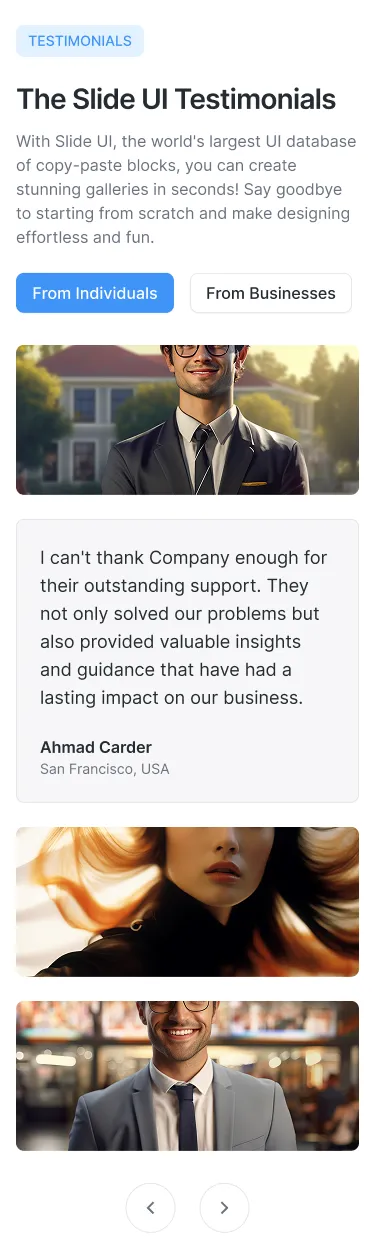 TESTIMONIALS
The Slide UI Testimonials
With Slide UI, the world's largest UI database
of copy-paste blocks, you can create
stunning galleries in seconds! Say goodbye
to starting from scratch and make designing
effortless and fun.
From Individuals
From Businesses
I can't thank Company enough for
their outstanding support. They
not only solved our problems but
also provided valuable insights
and guidance that have had a
lasting impact on our business.
Ahmad Carder
San Francisco, USA